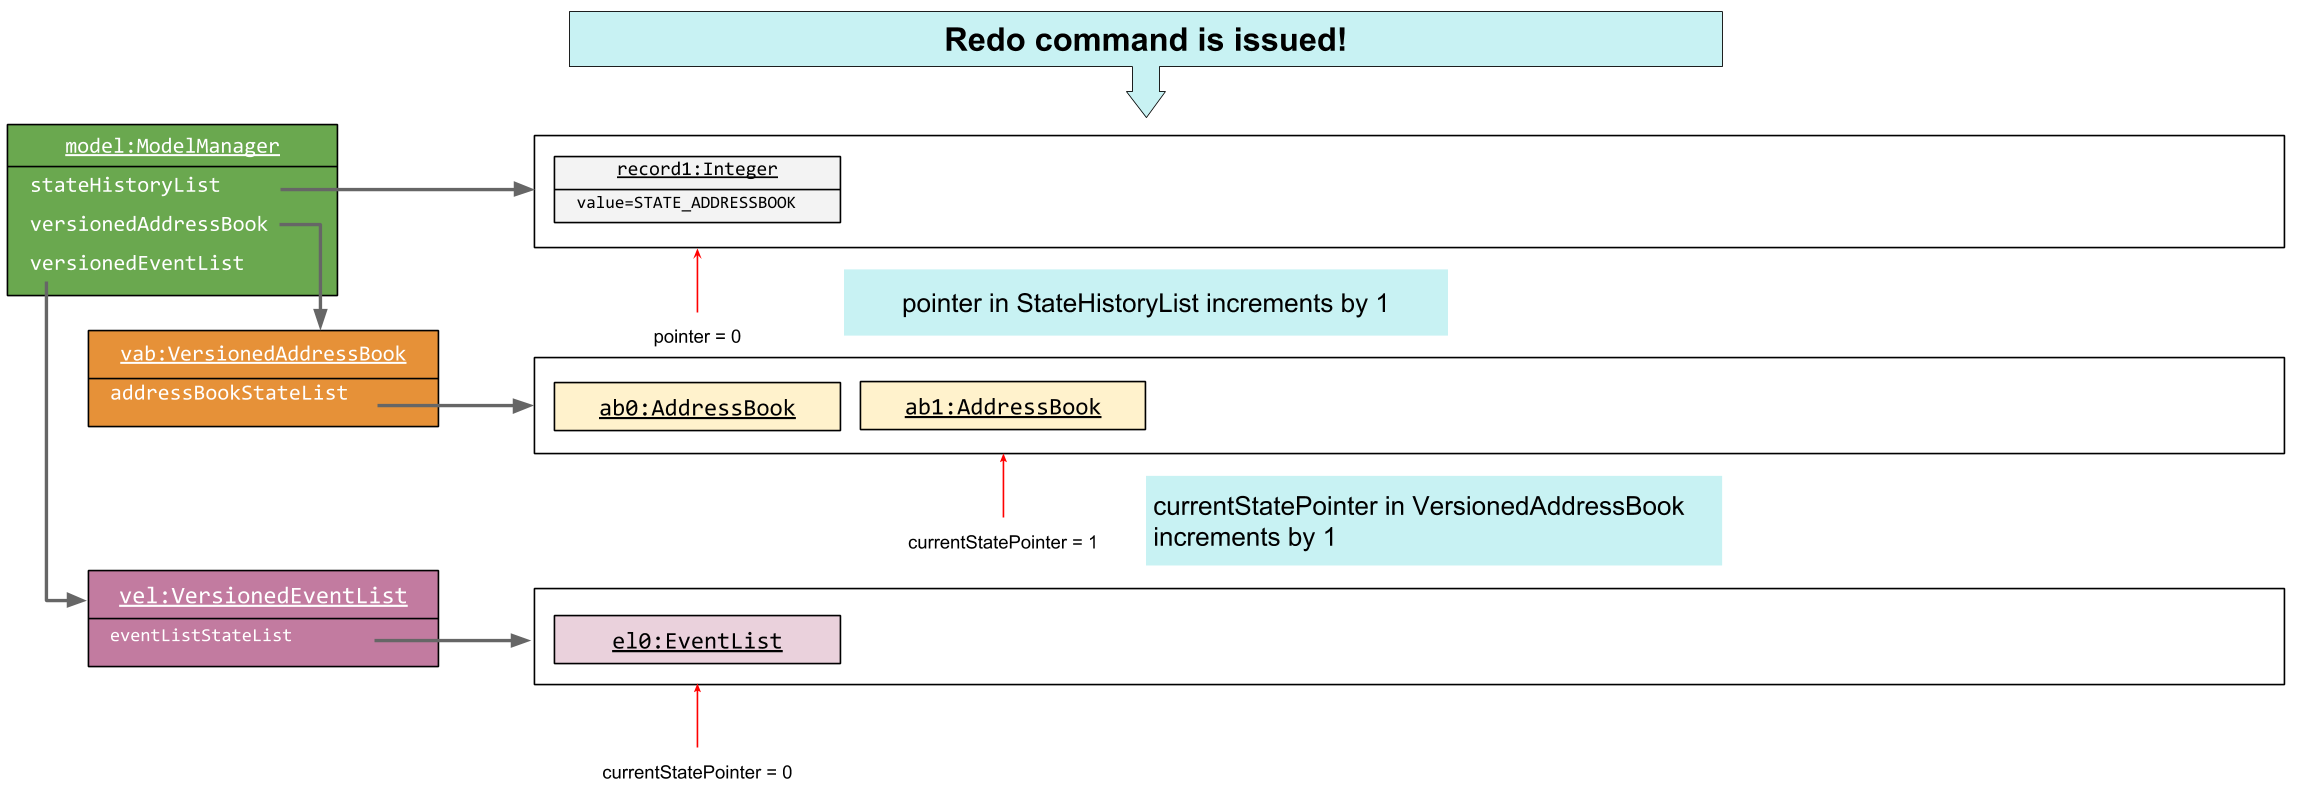 Redo command is issued!
model:ModelManager
stateHistoryList
versionedAddressBook
versionedEventList
record1:Integer
value=STATE_ADDRESSBOOK
pointer in StateHistoryList increments by 1
pointer = 0
vab:VersionedAddressBook
addressBookStateList
ab0:AddressBook
ab1:AddressBook
currentStatePointer in VersionedAddressBook
increments by 1
currentStatePointer = 1
vel:VersionedEventList
eventListStateList
el0:EventList
currentStatePointer = 0